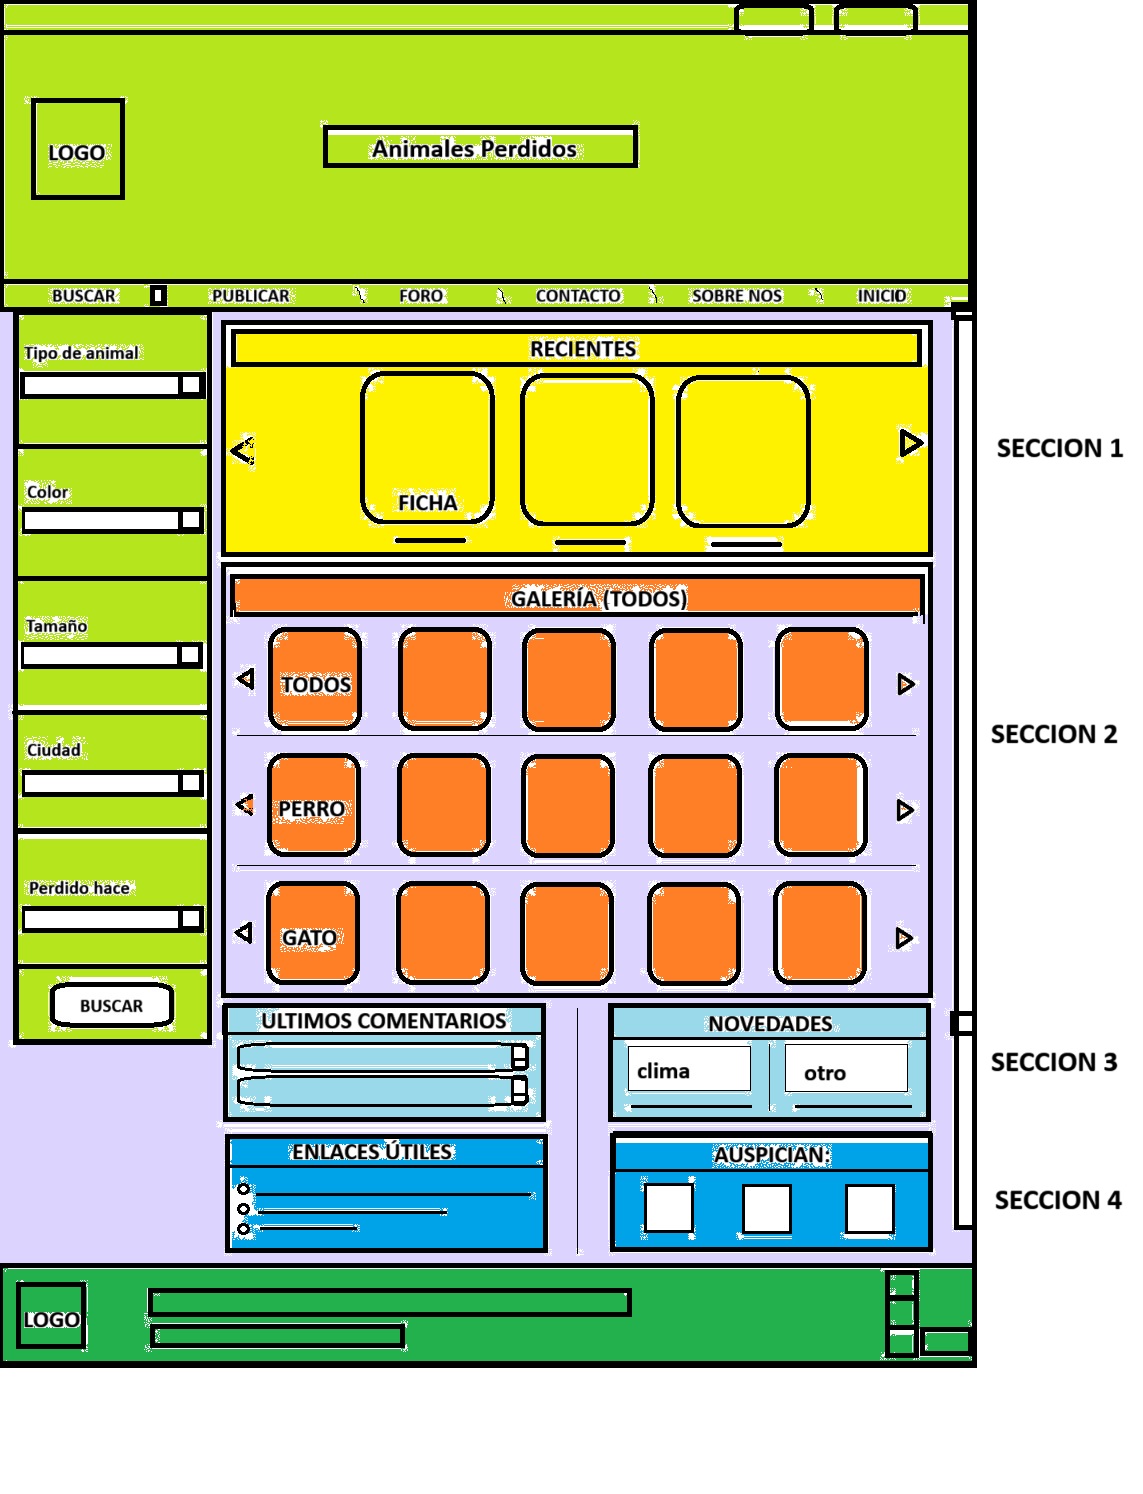 LOGO
Animales Perdidos
BUSCAR PUBLICAR FORO CONTACTO SOBRE NOS INICIO
Tipo de animal
Color
Tamaño
Ciudad
Perdido hace
BUSCAR
RECIENTES
FICHA
SECCION 1
GALERÍA (TODOS)
TODOS
PERRO
GATO
SECCION 2
ULTIMOS COMENTARIOS
NOVEDADES
clima
otro
SECCION 3
ENLACES ÚTILES
AUSPICIAN:
SECCION 4
LOGO